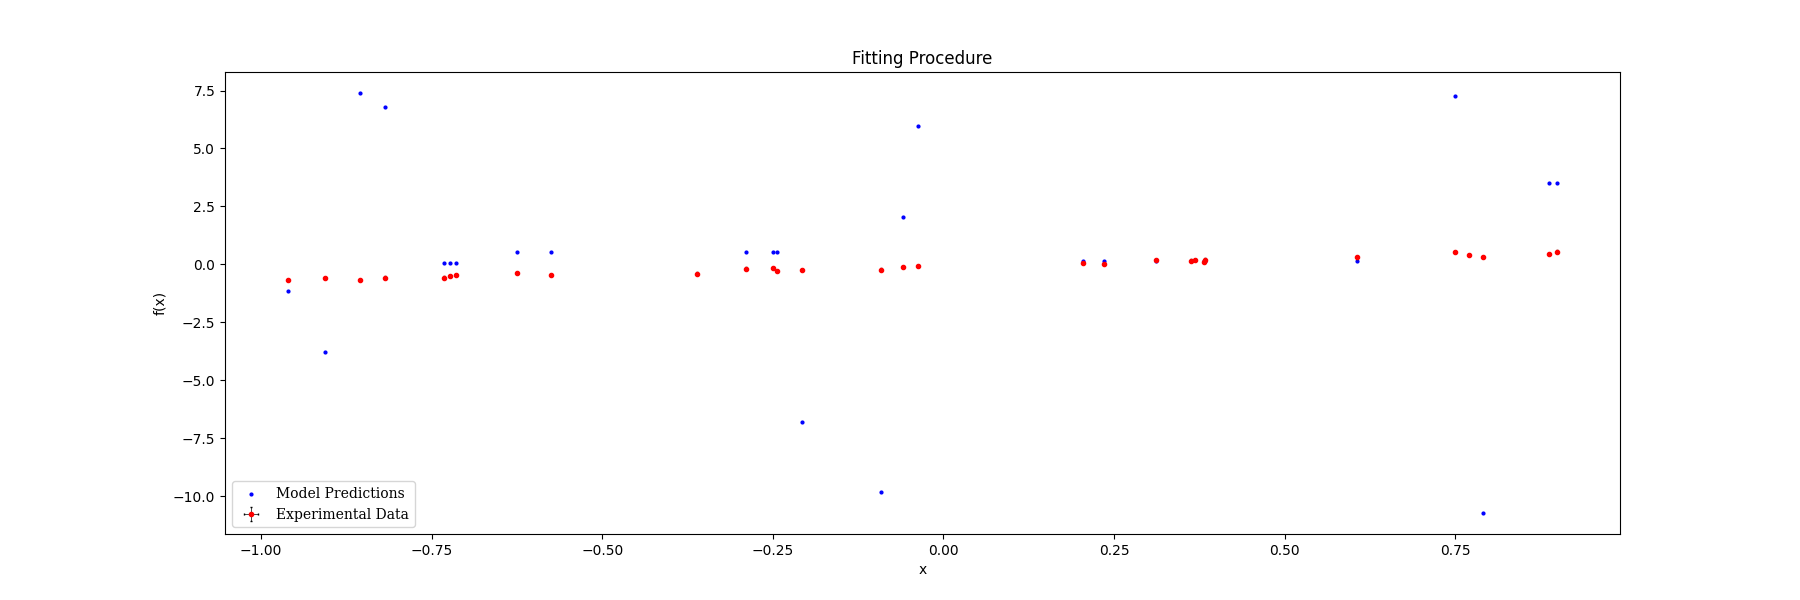 Fitting Procedure
7.5
5.0
2.5
0.0
−2.5
−5.0
−7.5
−10.0
f(x)
Model Predictions
Experimental Data
−1.00 −0.75 −0.50 −0.25 0.00 0.25 0.50 0.75
x